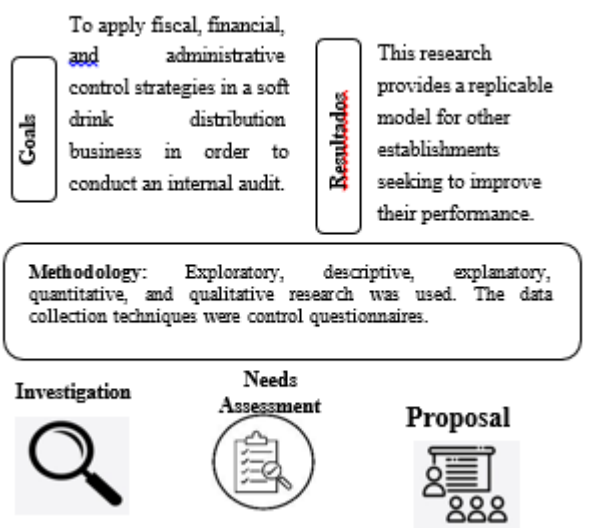 Goals
To apply fiscal, financial,
and administrative
control strategies in a soft
drink distribution
business in order to
conduct an internal audit.
Resultados
This research
provides a replicable
model for other
establishments
seeking to improve
their performance.
Methodology: Exploratory, descriptive, explanatory,
quantitative, and qualitative research was used. The data
collection techniques were control questionnaires.
Investigation
Needs
Assessment
Proposal